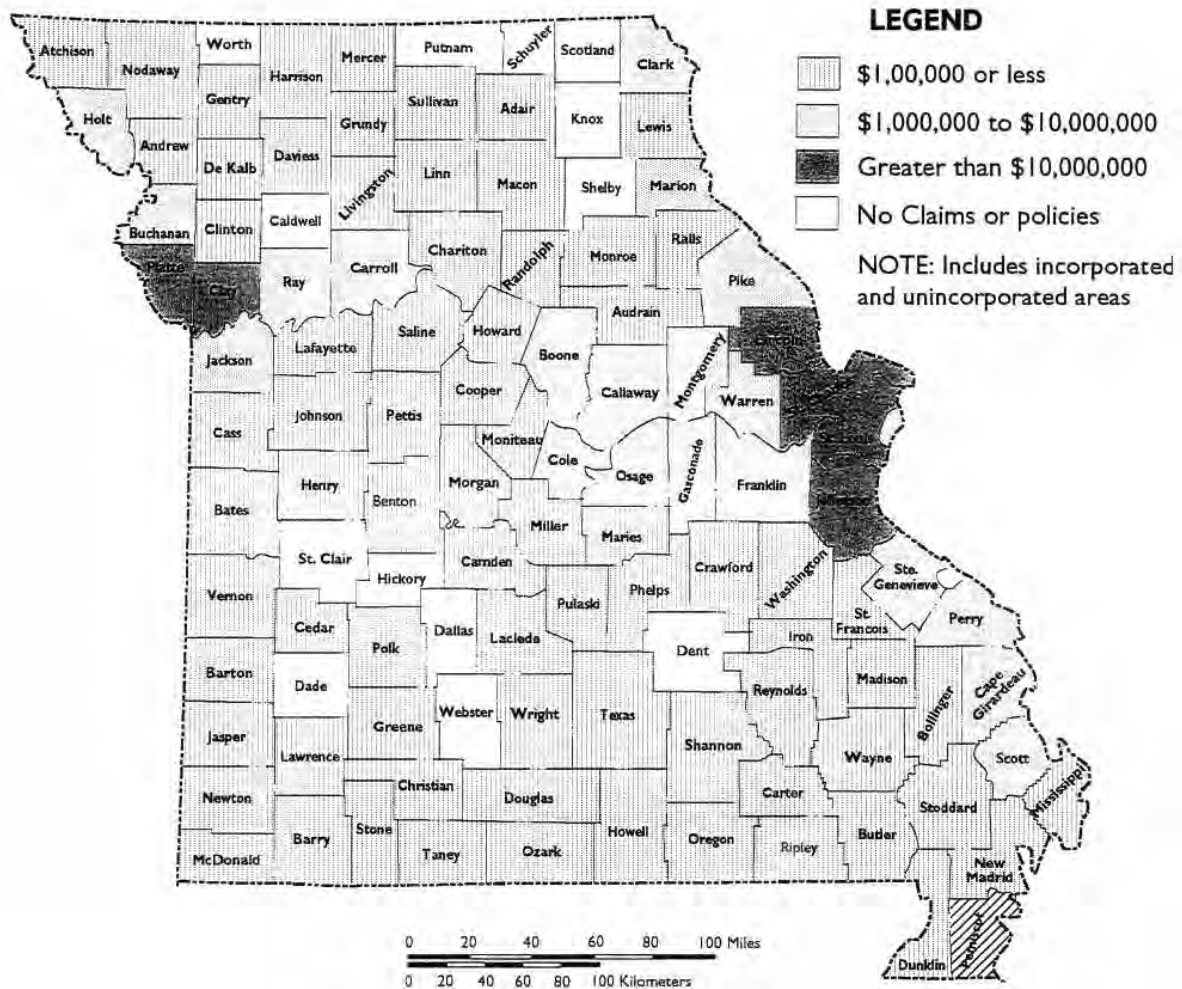 LEGEND
$1,00,000 or less
$1,000,000 to $10,000,000
Greater than $10,000,000
No Claims or policies
NOTE: Includes incorporated
and unincorporated areas
Atchison
Nodaway
Worth
Harrison
Mercer
Putnam
Schuyler
Scotland
Clark
Holt
Andrew
Gentry
De Kalb
Daviess
Grundy
Sullivan
Adair
Knox
Lewis
Livingston
Linn
Macon
Shelby
Marion
Buchanan
Clinton
Caldwell
Carroll
Chariton
Randolph
Monroe
Ralls
Pike
Platte
Clay
Ray
Saline
Howard
Boone
Audrain
Callaway
Montgomery
Lincoln
Warren
Jackson
Lafayette
Cass
Johnson
Pettis
Cooper
Moniteau
Cole
Osage
Gasconade
Franklin
Bates
Henry
Benton
Morgan
Miller
Maries
Camden
St. Clair
Hickory
Vernon
Cedar
Polk
Dallas
Laclede
Pulaski
Phelps
Crawford
Washington
Ste.
Genevieve
St.
Francois
Perry
Iron
Dent
Madison
Reynolds
Bollinger
Cape
Girardeau
Barton
Dade
Greene
Webster
Wright
Texas
Shannon
Wayne
Scott
Mississippi
Jasper
Lawrence
Christian
Douglas
Carter
Stoddard
Newton
Barry
Stone
Taney
Ozark
Howell
Oregon
Ripley
Butler
New
Madrid
McDonald
Dunklin
Pemiscot
0 20 40 60 80 100 Miles
0 20 40 60 80 100 Kilometers